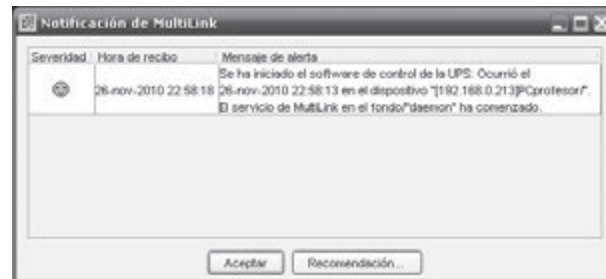 Notificación de MultiLink
Severidad Hora de recibo Mensaje de alerta
Se ha iniciado el software de control de la UPS: Ocurrió el
26-nov-2010 22:58:18 26-nov-2010 22:58:13 en el dispositivo "[192.168.0.213]PCprofesor/".
El servicio de MultiLink en el fondo/"daemon" ha comenzado.
Aceptar Recomendación...